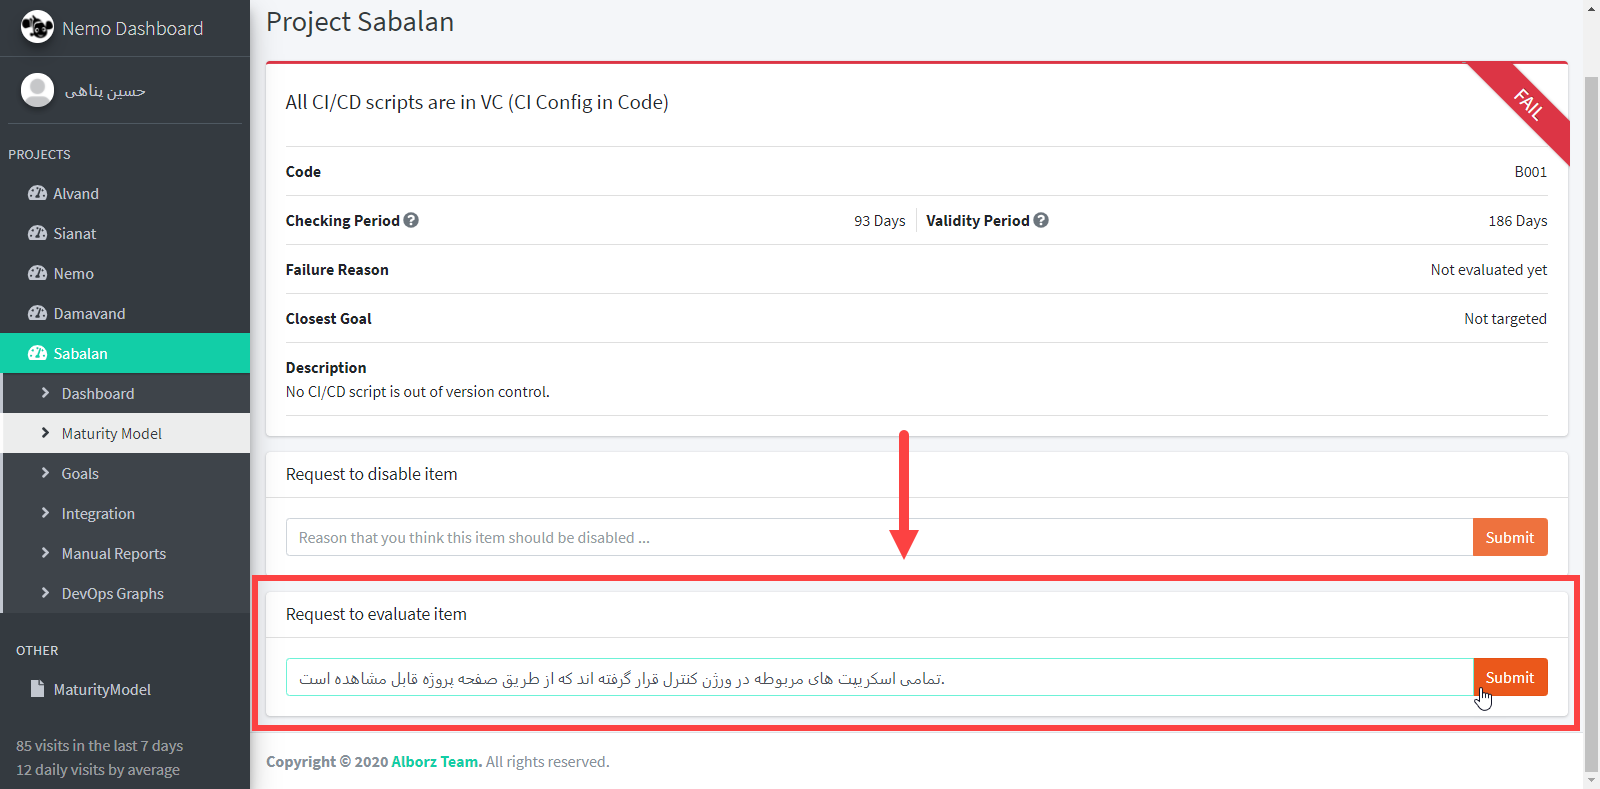 Nemo Dashboard
حسین پناهی
PROJECTS
Alvand
Sianat
Nemo
Damavand
Sabalan
Dashboard
Maturity Model
Goals
Integration
Manual Reports
DevOps Graphs
OTHER
MaturityModel
85 visits in the last 7 days
12 daily visits by average
Project Sabalan
All CI/CD scripts are in VC (CI Config in Code)
FAIL
Code B001
Checking Period 93 Days Validity Period 186 Days
Failure Reason Not evaluated yet
Closest Goal Not targeted
Description
No CI/CD script is out of version control.
Request to disable item
Reason that you think this item should be disabled ... Submit
Request to evaluate item
تمامی اسکریپت های مربوطه در ورژن کنترل قرار گرفته اند که از طریق صفحه پروژه قابل مشاهده است. Submit
Copyright © 2020 Alborz Team. All rights reserved.